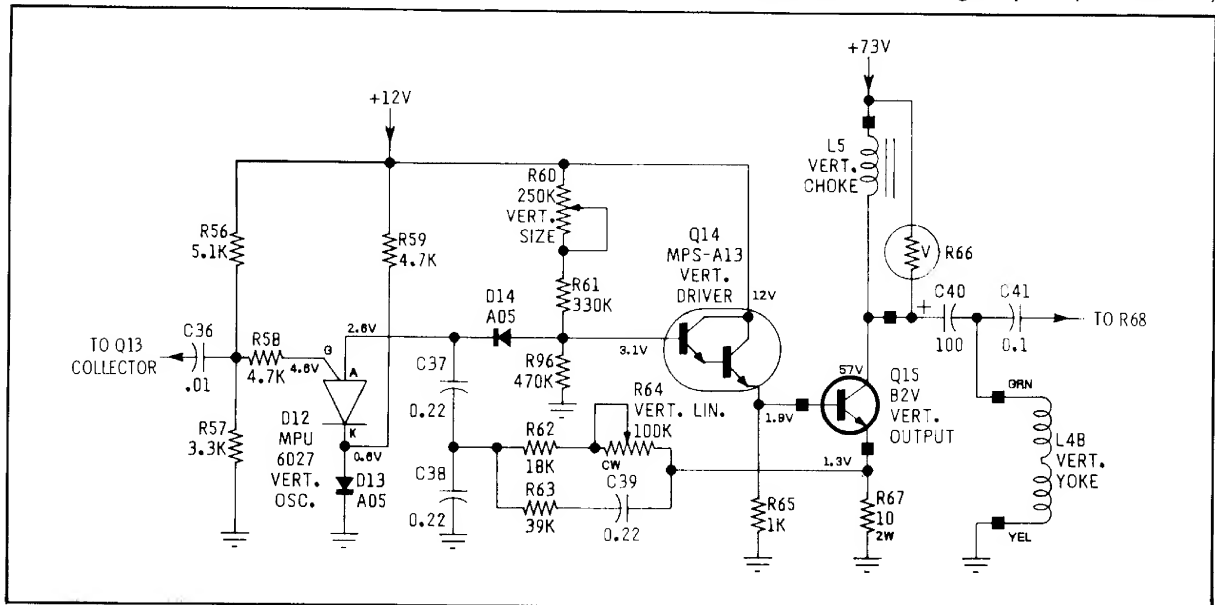 +73V
+12V
L5
VERT.
CHOKE
R60
250K
VERT.
SIZE
Q14
MPS-A13
VERT.
DRIVER
R56
5.1K
R59
4.7K
V
R66
R61
330K
D14
A05
12V
C40
100
+
C41
0.1
TO R68
TO Q13
COLLECTOR
C36
.01
R58
4.7K
4.6V
G
2.6V
A
K
3.1V
R96
470K
C37
0.22
57V
Q15
B2V
VERT.
OUTPUT
GRN
R57
3.3K
D12
MPU
6027
VERT.
OSC.
0.6V
D13
A05
R64
VERT. LIN.
100K
CW
1.9V
1.3V
L4B
VERT.
YOKE
R62
18K
C38
0.22
R63
39K
C39
0.22
R65
1K
R67
10
2W
YEL